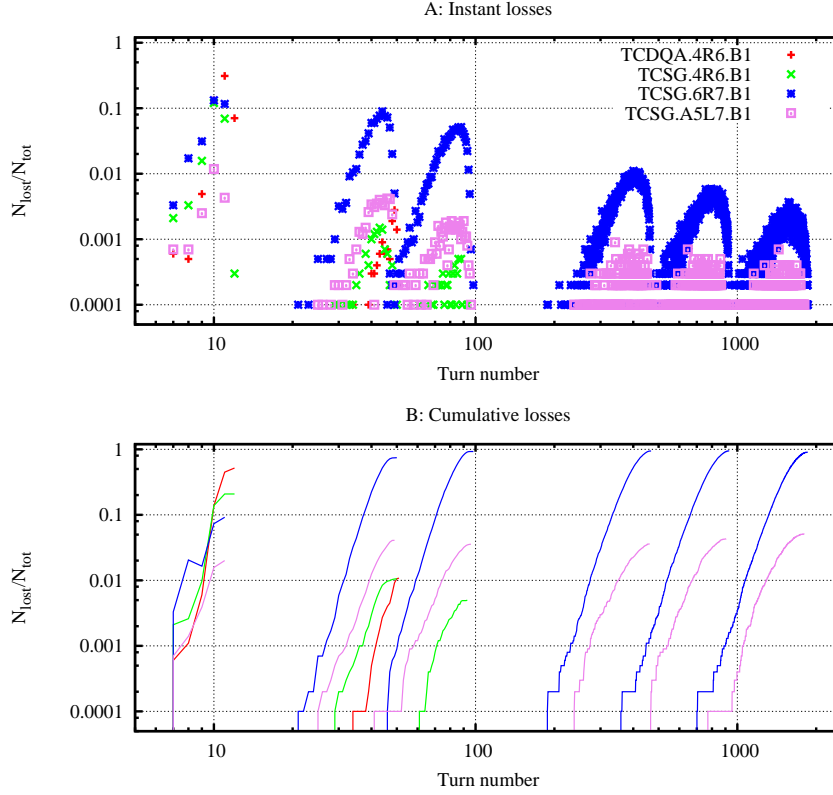 A: Instant losses
TCDQA.4R6.B1
TCSG.4R6.B1
TCSG.6R7.B1
TCSG.A5L7.B1
1
0.1
0.01
0.001
0.0001
N_lost/N_tot
10 100 1000
Turn number
B: Cumulative losses
1
0.1
0.01
0.001
0.0001
N_lost/N_tot
10 100 1000
Turn number